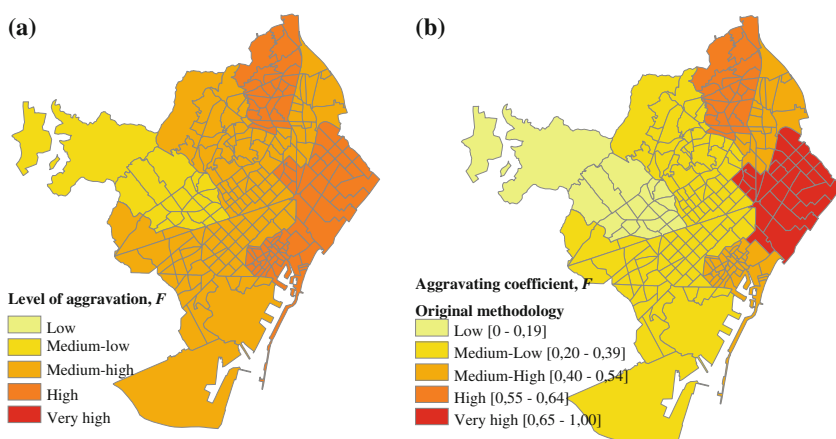 (a)
Level of aggravation, F
Low
Medium-low
Medium-high
High
Very high
(b)
Aggravating coefficient, F
Original methodology
Low [0 - 0,19]
Medium-Low [0,20 - 0,39]
Medium-High [0,40 - 0,54]
High [0,55 - 0,64]
Very high [0,65 - 1,00]